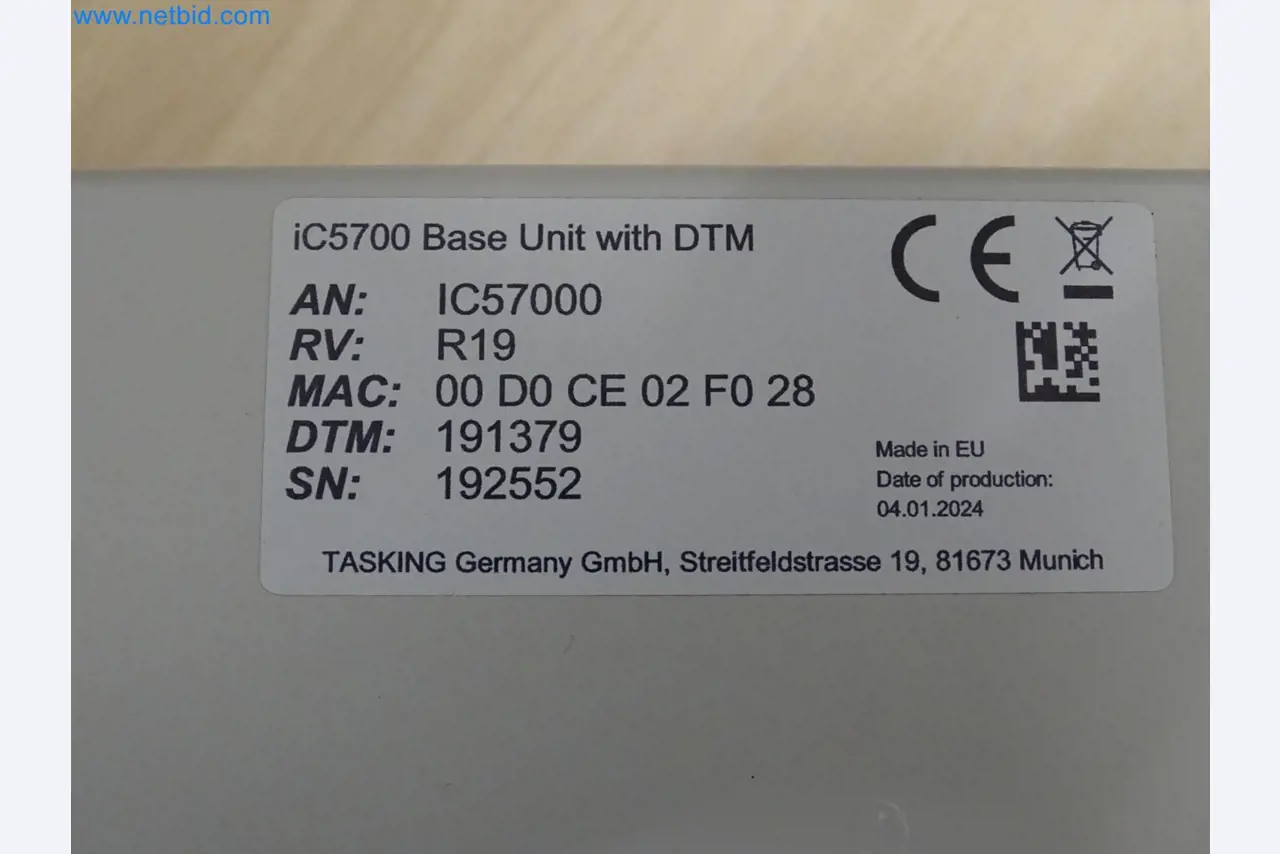 www.netbid.com
iC5700 Base Unit with DTM
AN: IC57000
RV: R19
MAC: 00 D0 CE 02 F0 28
DTM: 191379
SN: 192552
CE
Made in EU
Date of production:
04.01.2024
TASKING Germany GmbH, Streitfeldstrasse 19, 81673 Munich